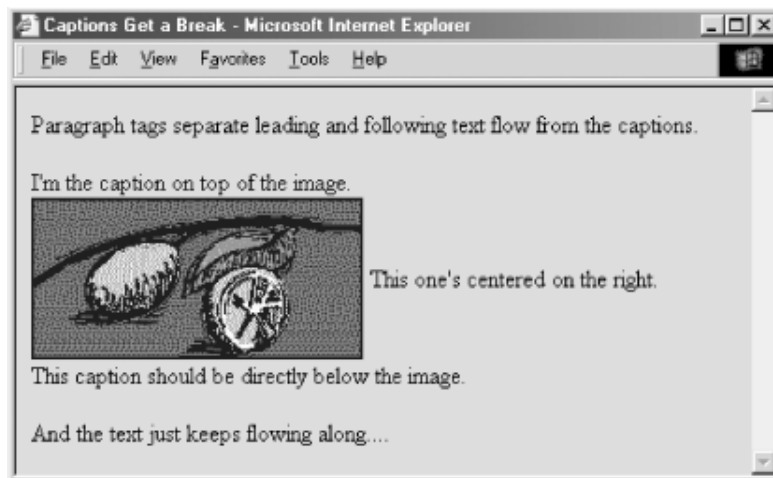 Captions Get a Break - Microsoft Internet Explorer
File Edit View Favorites Tools Help
Paragraph tags separate leading and following text flow from the captions.
I'm the caption on top of the image.
This one's centered on the right.
This caption should be directly below the image.
And the text just keeps flowing along....